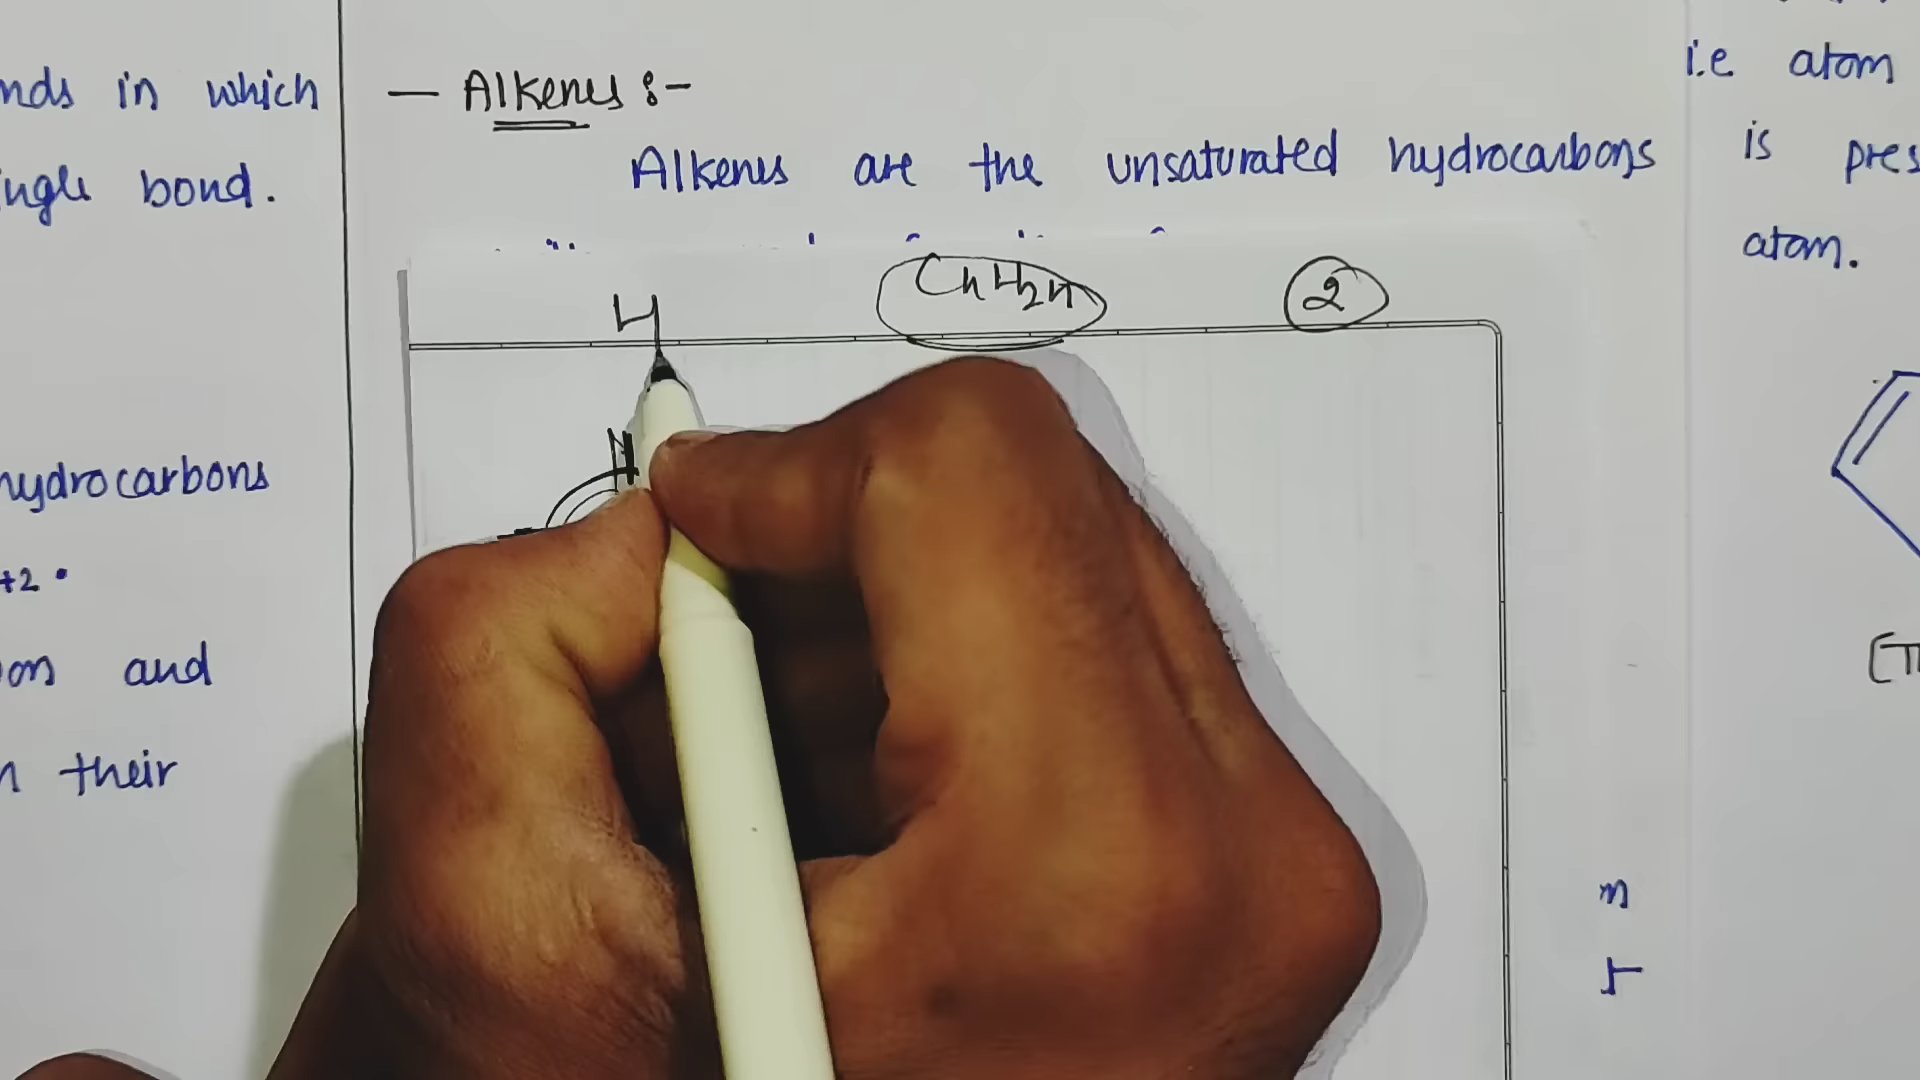 nds in which
ingle bond.
hydrocarbons
+2.
on and
n their
— Alkenes :-
Alkenes are the unsaturated hydrocarbons
CnH2n
2
H
i.e atom
is pres
atom.
m